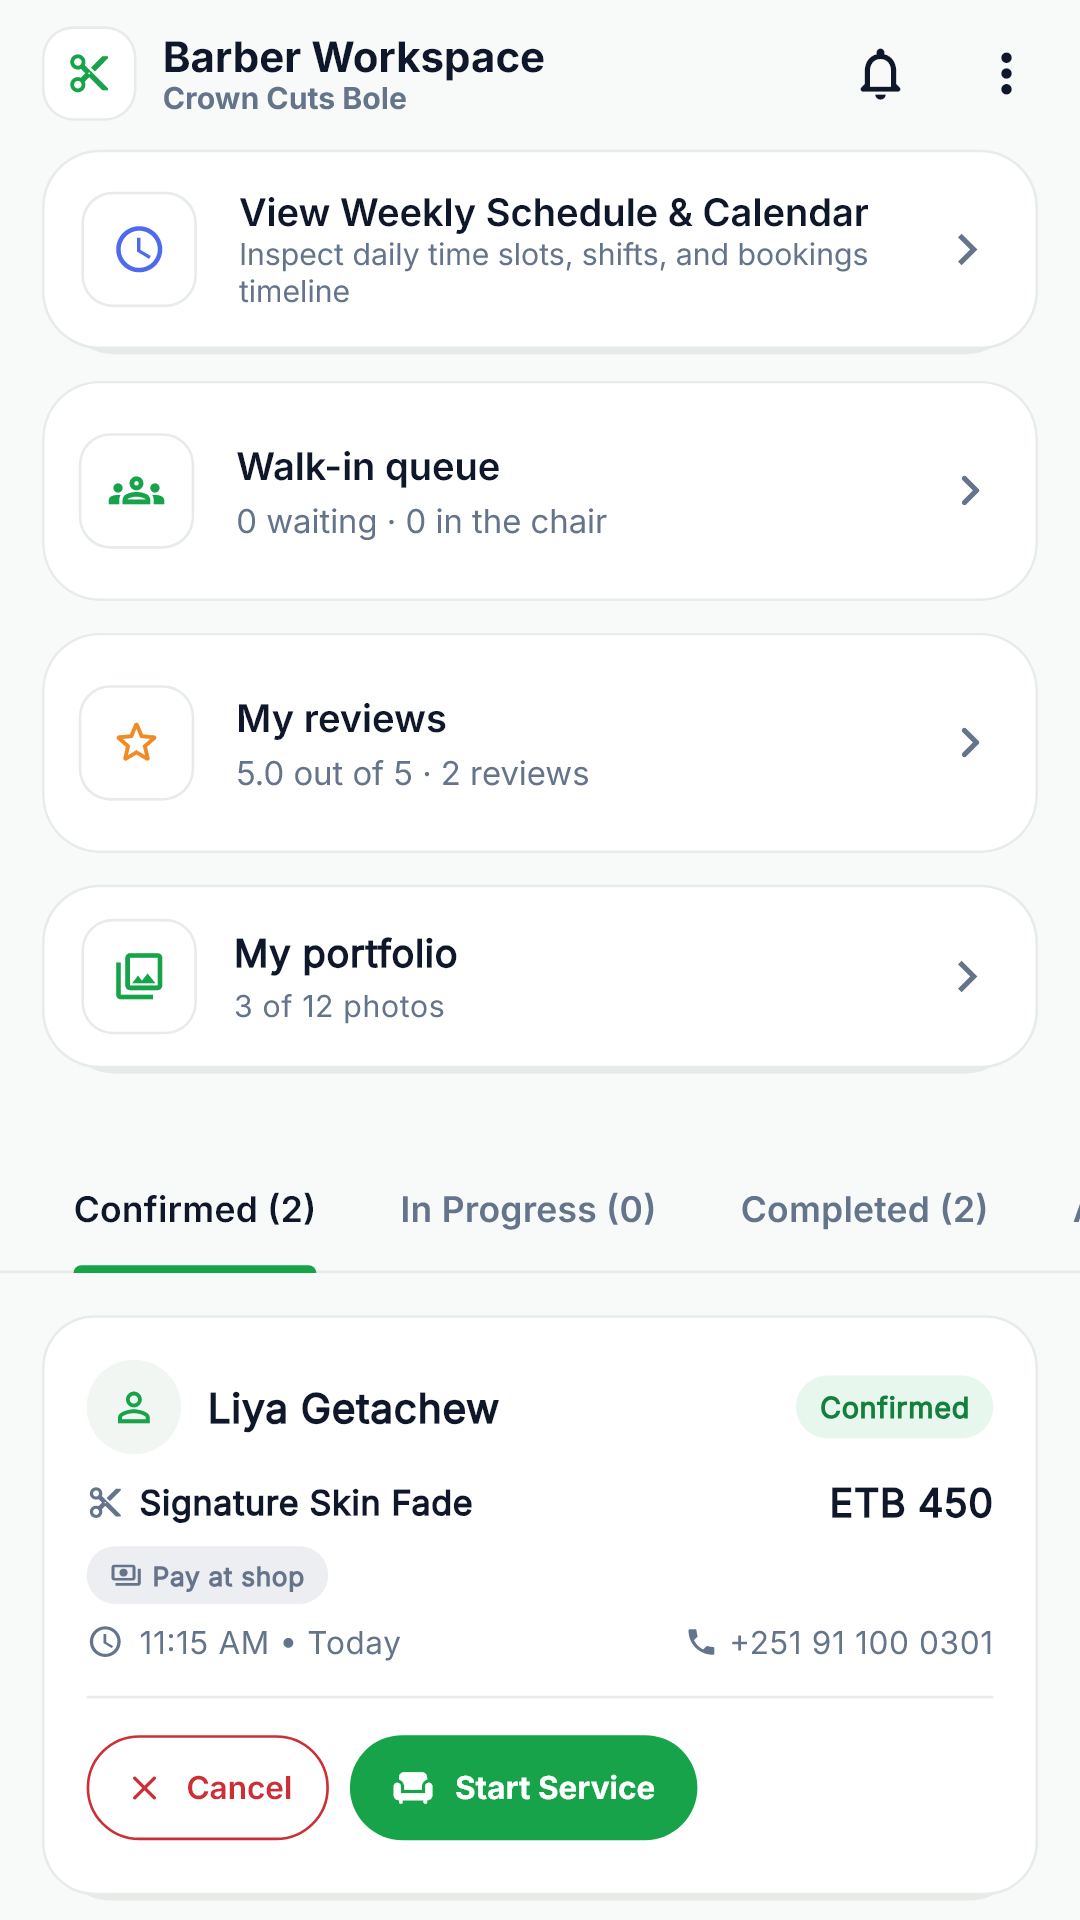 Barber Workspace
Crown Cuts Bole
View Weekly Schedule & Calendar
Inspect daily time slots, shifts, and bookings
timeline
Walk-in queue
0 waiting · 0 in the chair
My reviews
5.0 out of 5 · 2 reviews
My portfolio
3 of 12 photos
Confirmed (2) In Progress (0) Completed (2)
Liya Getachew Confirmed
Signature Skin Fade ETB 450
Pay at shop
11:15 AM • Today +251 91 100 0301
Cancel Start Service